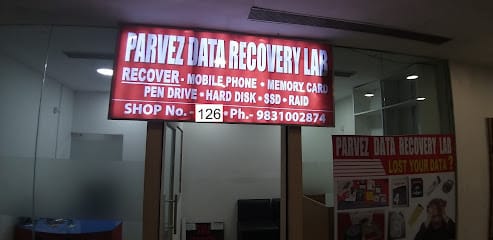 PARVEZ DATA RECOVERY LAB
RECOVER - MOBILE PHONE • MEMORY CARD
PEN DRIVE • HARD DISK • SSD • RAID
SHOP No. - 126 • Ph.- 9831002874
PARVEZ DATA RECOVERY LAB
LOST YOUR DATA ?